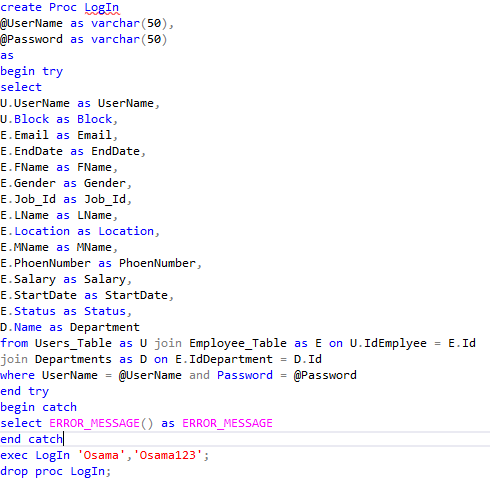 create Proc LogIn
@UserName as varchar(50),
@Password as varchar(50)
as
begin try
select
U.UserName as UserName,
U.Block as Block,
E.Email as Email,
E.EndDate as EndDate,
E.FName as FName,
E.Gender as Gender,
E.Job_Id as Job_Id,
E.LName as LName,
E.Location as Location,
E.MName as MName,
E.PhoenNumber as PhoenNumber,
E.Salary as Salary,
E.StartDate as StartDate,
E.Status as Status,
D.Name as Department
from Users_Table as U join Employee_Table as E on U.IdEmplyee = E.Id
join Departments as D on E.IdDepartment = D.Id
where UserName = @UserName and Password = @Password
end try
begin catch
select ERROR_MESSAGE() as ERROR_MESSAGE
end catch
exec LogIn 'Osama','Osama123';
drop proc LogIn;